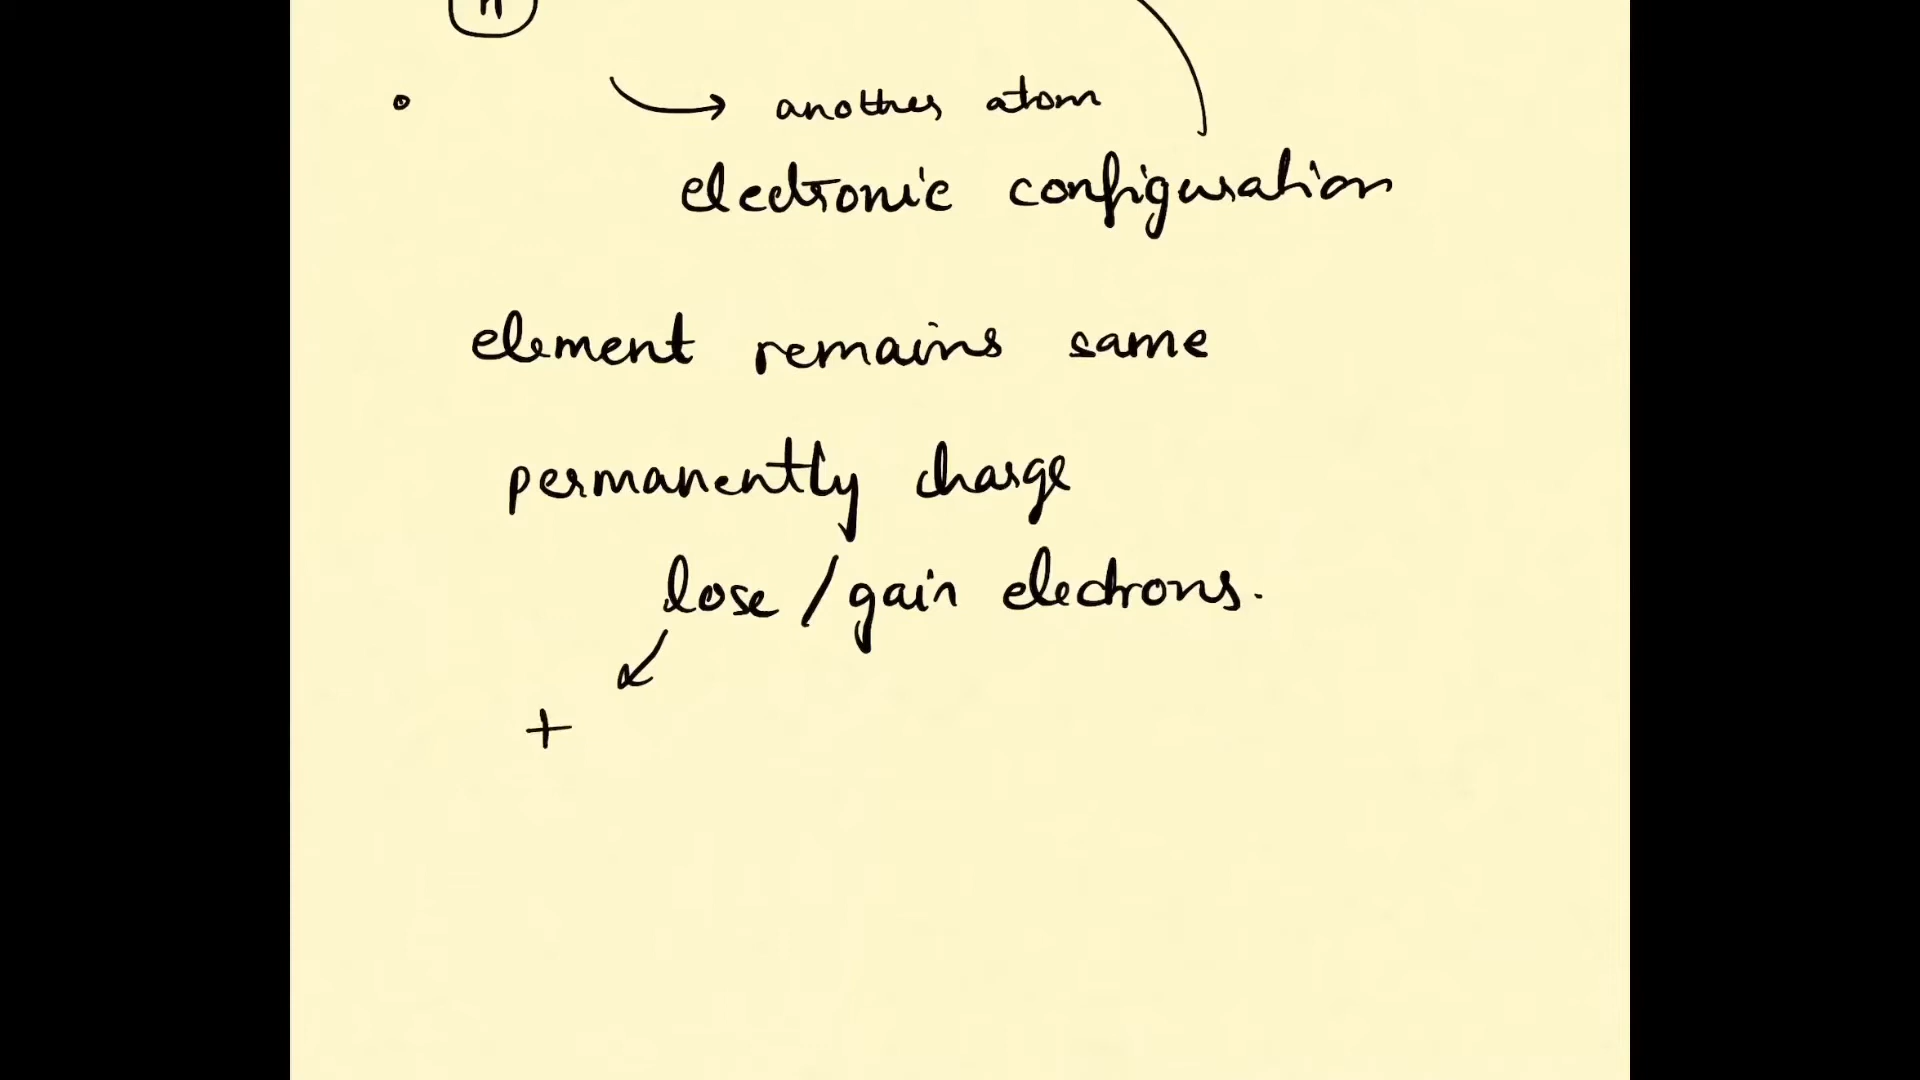 n
→ another atom
electronic configuration
element remains same
permanently charge
lose / gain electrons.
+